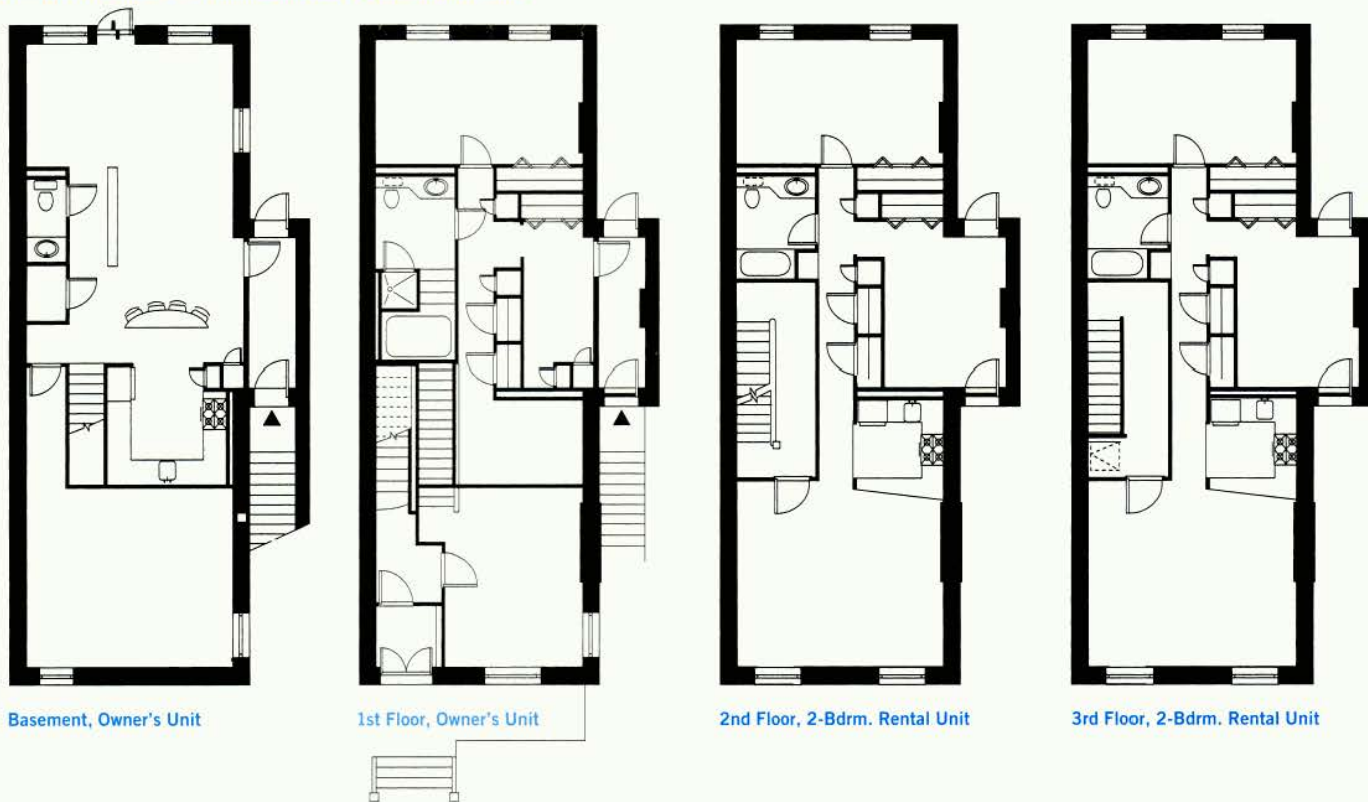 Basement, Owner's Unit
1st Floor, Owner's Unit
2nd Floor, 2-Bdrm. Rental Unit
3rd Floor, 2-Bdrm. Rental Unit